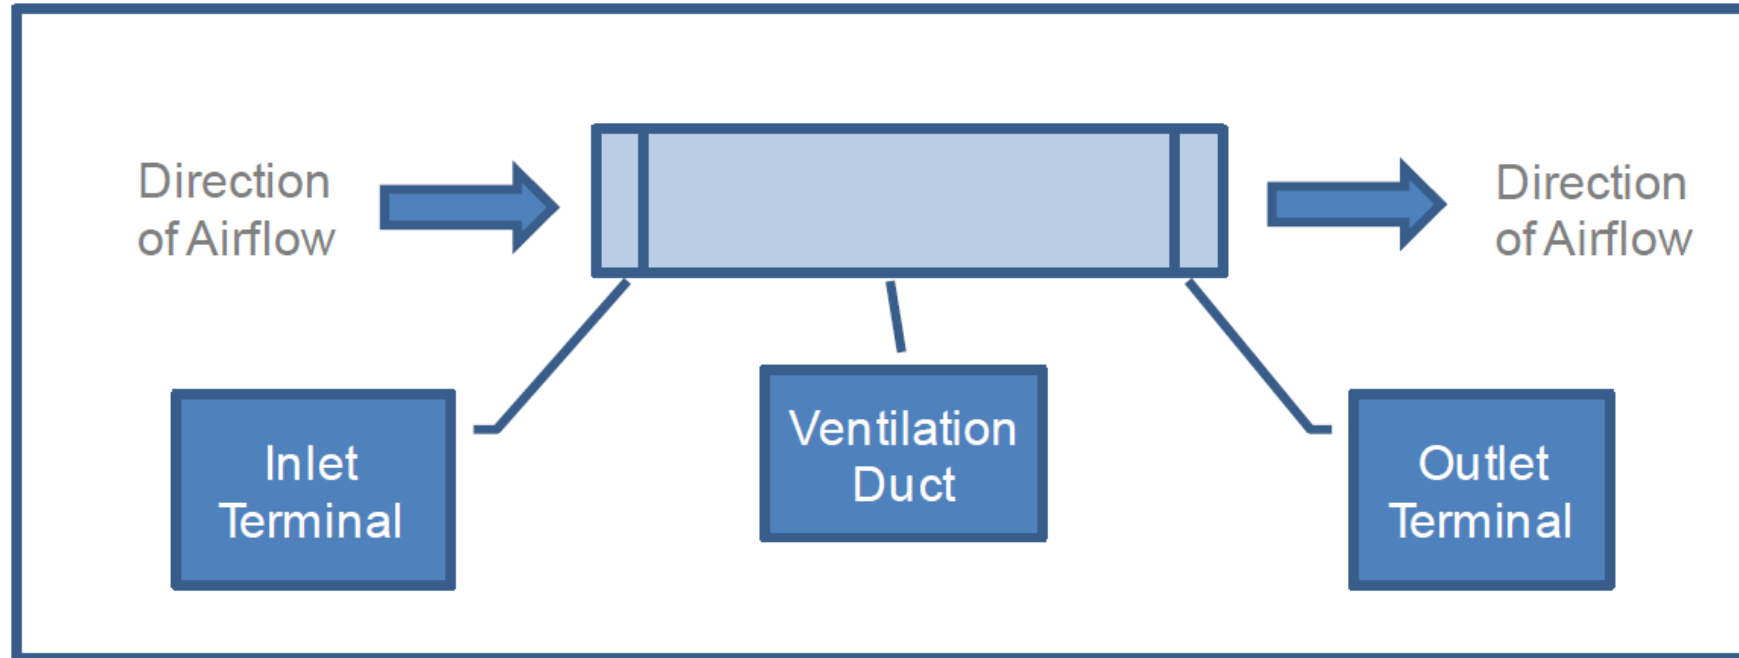 Direction
of Airflow
Direction
of Airflow
Inlet
Terminal
Ventilation
Duct
Outlet
Terminal